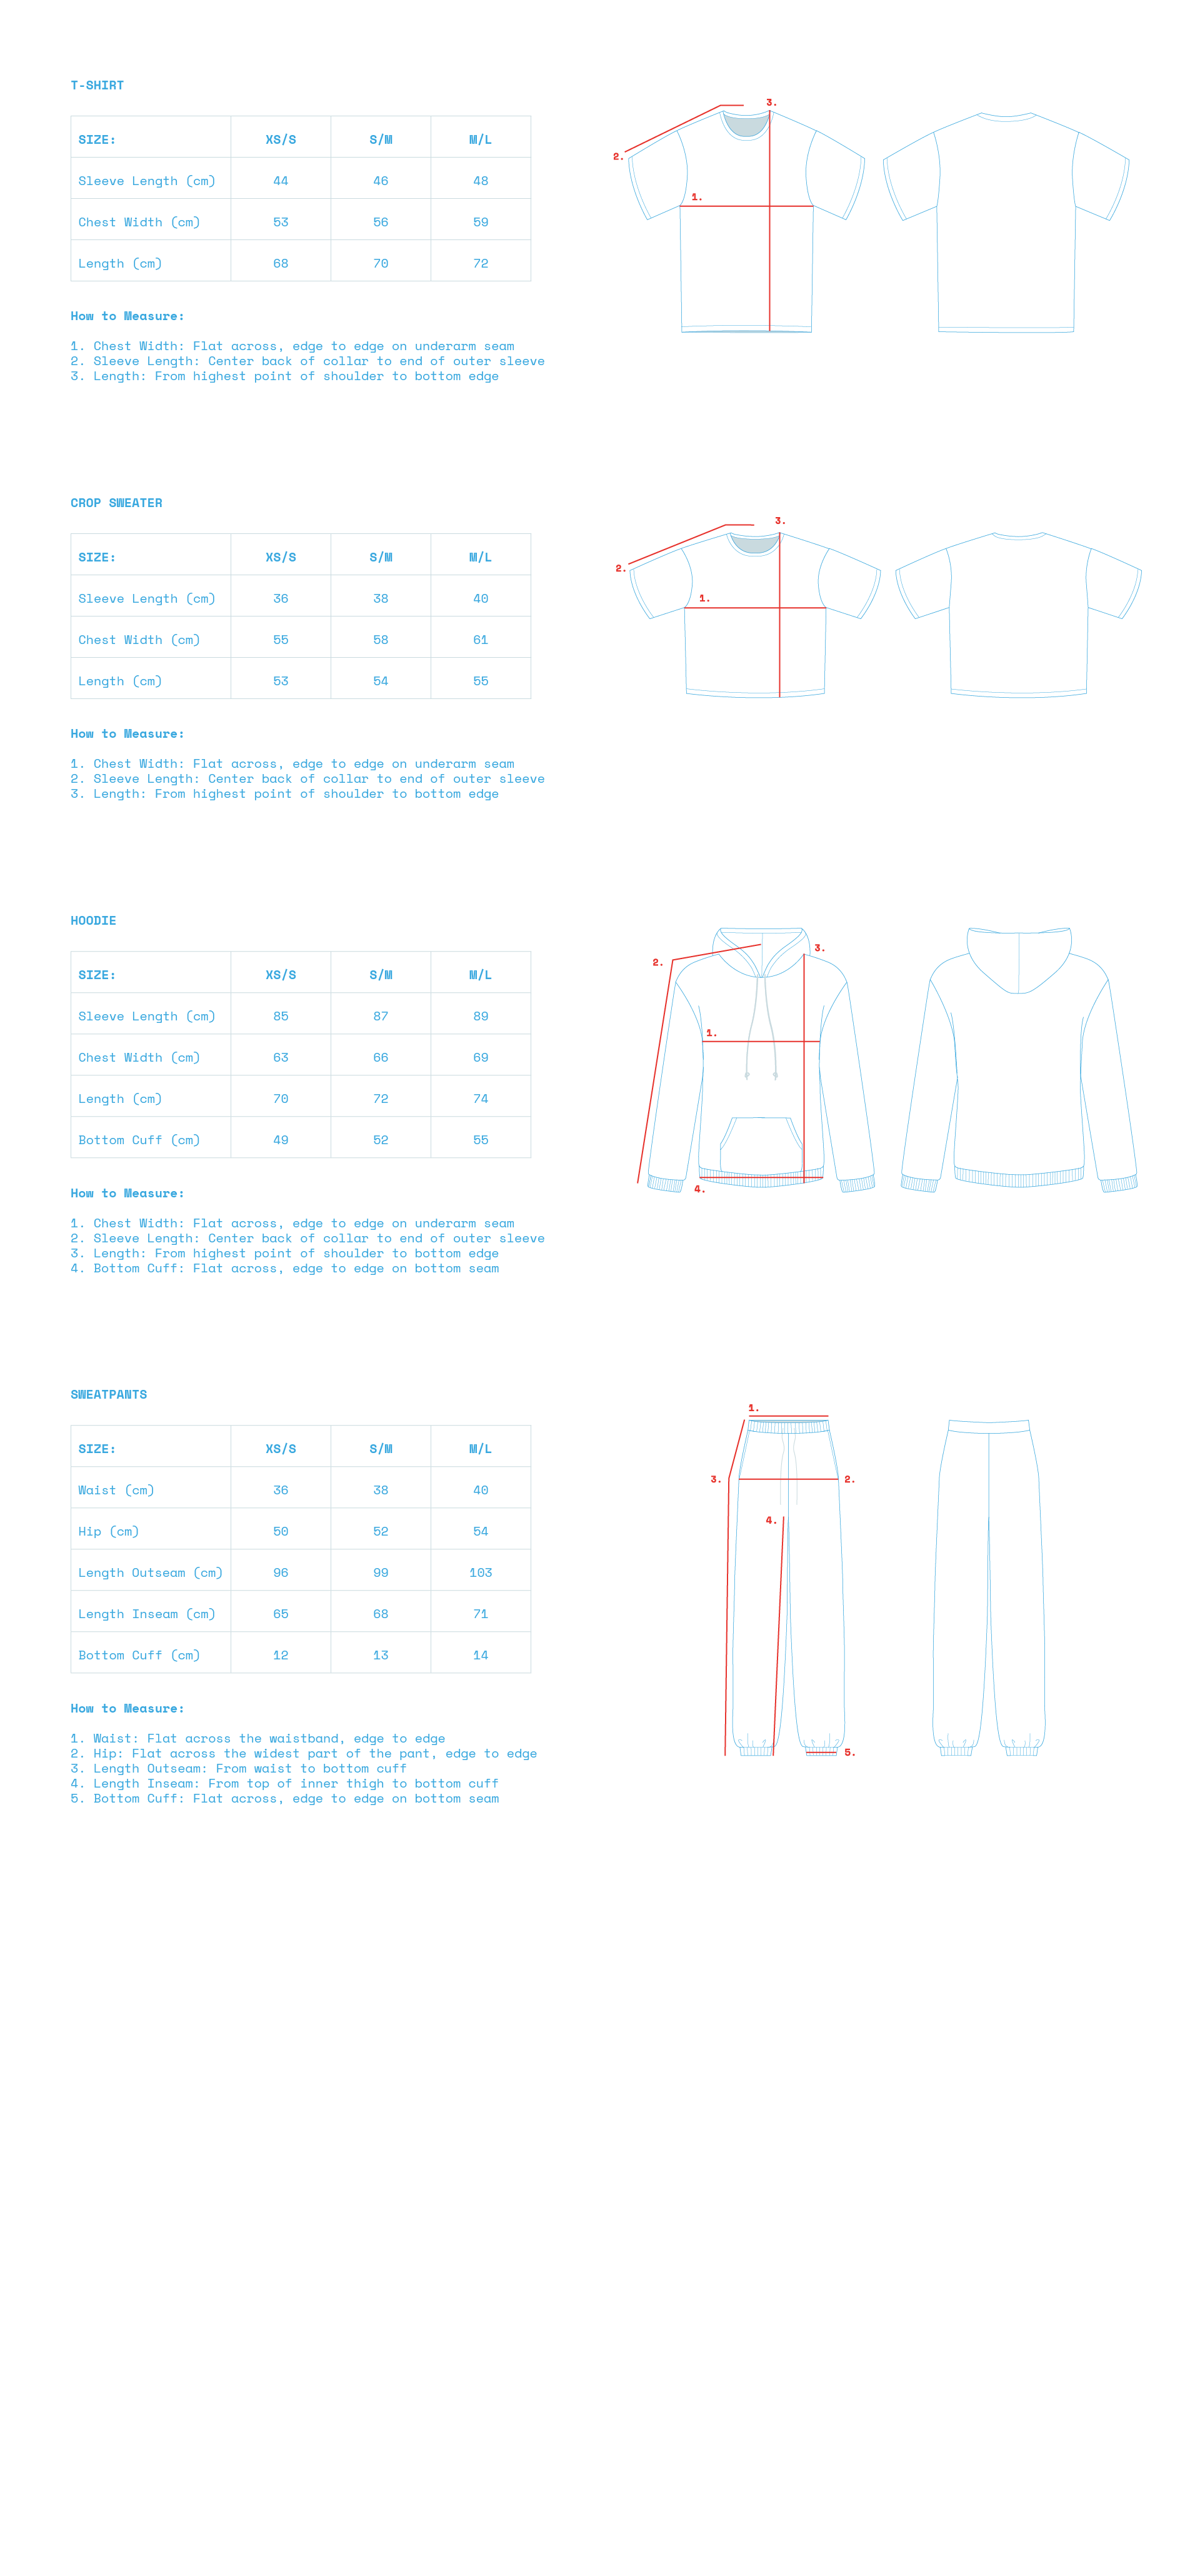 T-SHIRT
SIZE: XS/S S/M M/L
Sleeve Length (cm) 44 46 48
Chest Width (cm) 53 56 59
Length (cm) 68 70 72
How to Measure:
1. Chest Width: Flat across, edge to edge on underarm seam
2. Sleeve Length: Center back of collar to end of outer sleeve
3. Length: From highest point of shoulder to bottom edge
3.
2.
1.
CROP SWEATER
SIZE: XS/S S/M M/L
Sleeve Length (cm) 36 38 40
Chest Width (cm) 55 58 61
Length (cm) 53 54 55
How to Measure:
1. Chest Width: Flat across, edge to edge on underarm seam
2. Sleeve Length: Center back of collar to end of outer sleeve
3. Length: From highest point of shoulder to bottom edge
3.
2.
1.
HOODIE
SIZE: XS/S S/M M/L
Sleeve Length (cm) 85 87 89
Chest Width (cm) 63 66 69
Length (cm) 70 72 74
Bottom Cuff (cm) 49 52 55
How to Measure:
1. Chest Width: Flat across, edge to edge on underarm seam
2. Sleeve Length: Center back of collar to end of outer sleeve
3. Length: From highest point of shoulder to bottom edge
4. Bottom Cuff: Flat across, edge to edge on bottom seam
3.
2.
1.
4.
SWEATPANTS
SIZE: XS/S S/M M/L
Waist (cm) 36 38 40
Hip (cm) 50 52 54
Length Outseam (cm) 96 99 103
Length Inseam (cm) 65 68 71
Bottom Cuff (cm) 12 13 14
How to Measure:
1. Waist: Flat across the waistband, edge to edge
2. Hip: Flat across the widest part of the pant, edge to edge
3. Length Outseam: From waist to bottom cuff
4. Length Inseam: From top of inner thigh to bottom cuff
5. Bottom Cuff: Flat across, edge to edge on bottom seam
1.
3. 2.
4.
5.